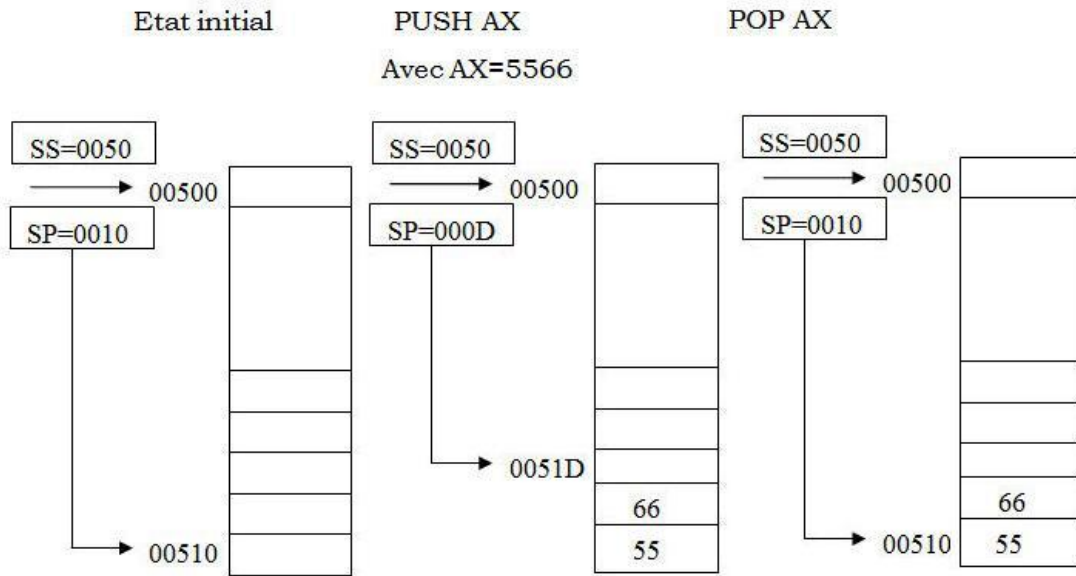 Etat initial
PUSH AX
POP AX
Avec AX=5566
SS=0050
00500
SP=0010
00510
SS=0050
00500
SP=000D
0051D
66
55
SS=0050
00500
SP=0010
00510
66
55